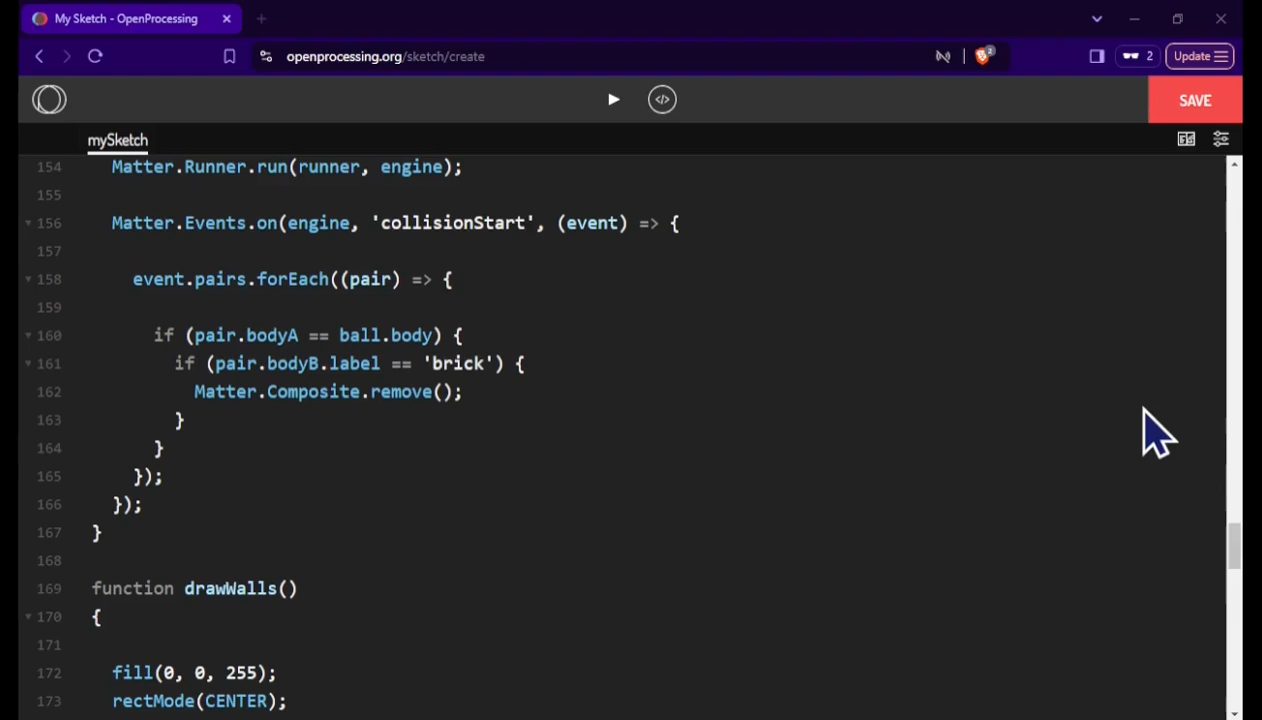 My Sketch - OpenProcessing
openprocessing.org/sketch/create
2
2
Update
</>
SAVE
mySketch
154 Matter.Runner.run(runner, engine);
155
156 Matter.Events.on(engine, 'collisionStart', (event) => {
157
158 event.pairs.forEach((pair) => {
159
160 if (pair.bodyA == ball.body) {
161 if (pair.bodyB.label == 'brick') {
162 Matter.Composite.remove();
163 }
164 }
165 });
166 });
167 }
168
169 function drawWalls()
170 {
171
172 fill(0, 0, 255);
173 rectMode(CENTER);